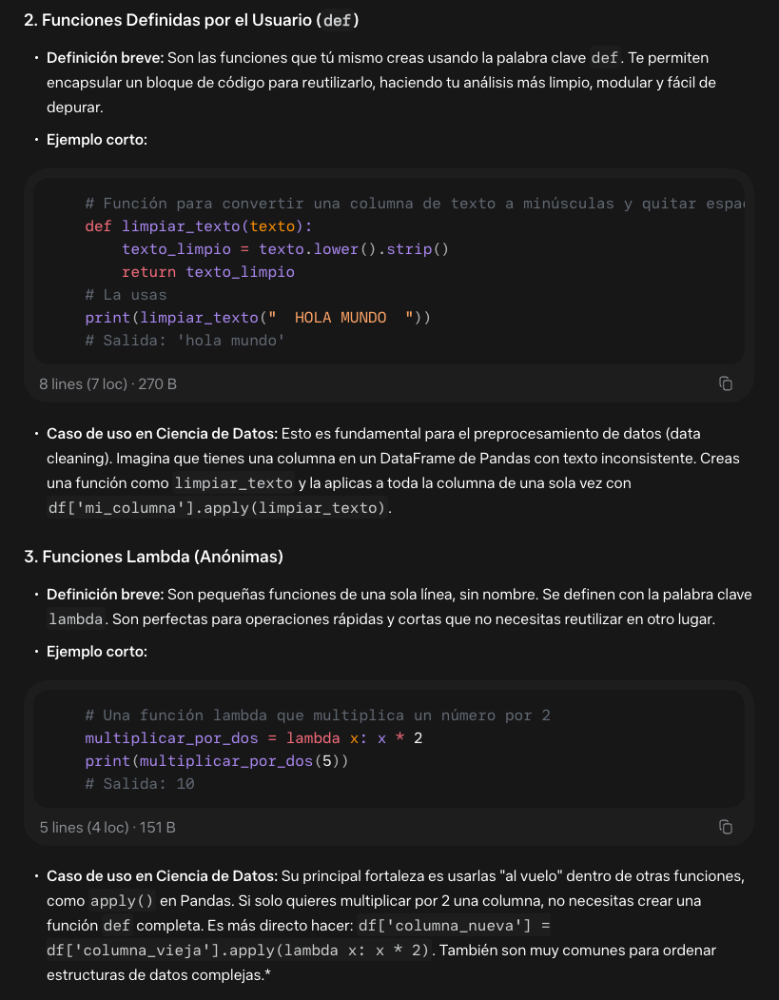 2. Funciones Definidas por el Usuario (def)
• Definición breve: Son las funciones que tú mismo creas usando la palabra clave def. Te permiten
encapsular un bloque de código para reutilizarlo, haciendo tu análisis más limpio, modular y fácil de
depurar.
• Ejemplo corto:
# Función para convertir una columna de texto a minúsculas y quitar espa
def limpiar_texto(texto):
    texto_limpio = texto.lower().strip()
    return texto_limpio
# La usas
print(limpiar_texto("  HOLA MUNDO  "))
# Salida: 'hola mundo'
8 lines (7 loc) · 270 B
• Caso de uso en Ciencia de Datos: Esto es fundamental para el preprocesamiento de datos (data
cleaning). Imagina que tienes una columna en un DataFrame de Pandas con texto inconsistente. Creas
una función como limpiar_texto y la aplicas a toda la columna de una sola vez con
df['mi_columna'].apply(limpiar_texto).
3. Funciones Lambda (Anónimas)
• Definición breve: Son pequeñas funciones de una sola línea, sin nombre. Se definen con la palabra clave
lambda. Son perfectas para operaciones rápidas y cortas que no necesitas reutilizar en otro lugar.
• Ejemplo corto:
# Una función lambda que multiplica un número por 2
multiplicar_por_dos = lambda x: x * 2
print(multiplicar_por_dos(5))
# Salida: 10
5 lines (4 loc) · 151 B
• Caso de uso en Ciencia de Datos: Su principal fortaleza es usarlas "al vuelo" dentro de otras funciones,
como apply() en Pandas. Si solo quieres multiplicar por 2 una columna, no necesitas crear una
función def completa. Es más directo hacer: df['columna_nueva'] =
df['columna_vieja'].apply(lambda x: x * 2). También son muy comunes para ordenar
estructuras de datos complejas.*